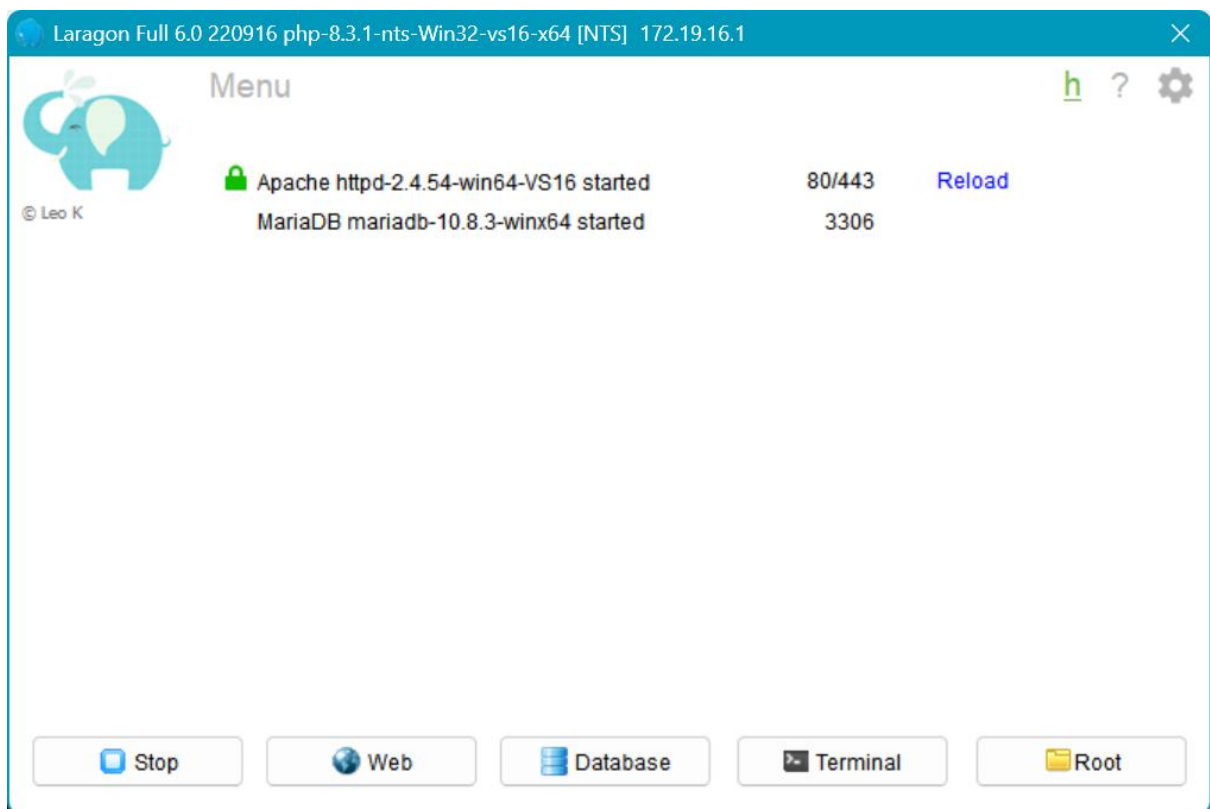 Laragon Full 6.0 220916 php-8.3.1-nts-Win32-vs16-x64 [NTS] 172.19.16.1
Menu
h ?
© Leo K
Apache httpd-2.4.54-win64-VS16 started 80/443 Reload
MariaDB mariadb-10.8.3-winx64 started 3306
Stop Web Database Terminal Root